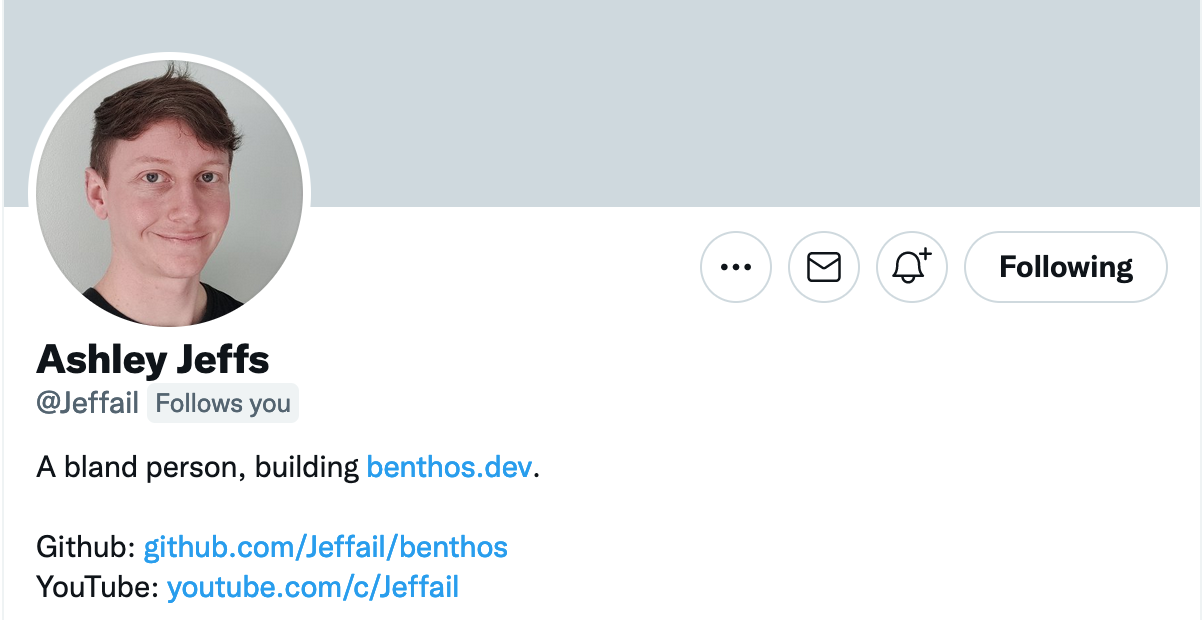 Following
Ashley Jeffs
@Jeffail Follows you
A bland person, building benthos.dev.
Github: github.com/Jeffail/benthos
YouTube: youtube.com/c/Jeffail